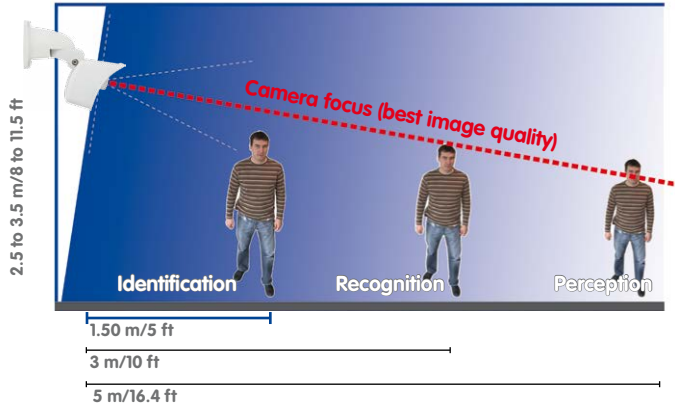 Camera focus (best image quality)
2.5 to 3.5 m/8 to 11.5 ft
Identification
Recognition
Perception
1.50 m/5 ft
3 m/10 ft
5 m/16.4 ft